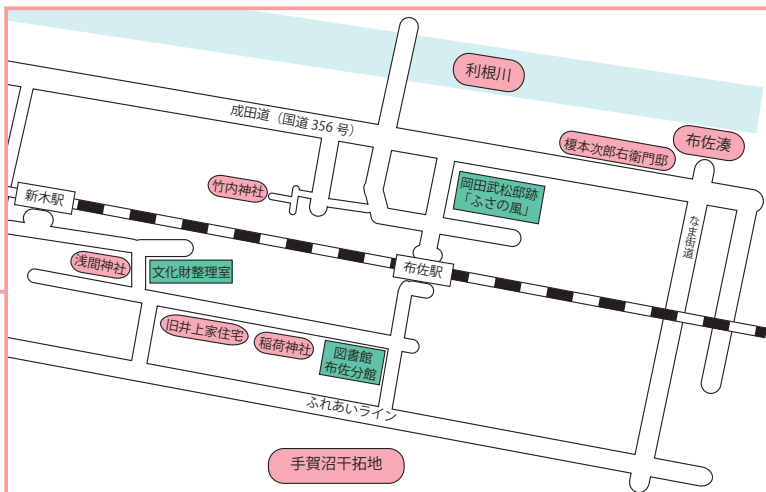 利根川
成田道（国道 356 号）
榎本次郎右衛門邸
布佐湊
竹内神社
岡田武松邸跡
「ふさの風」
新木駅
なま街道
浅間神社
文化財整理室
布佐駅
旧井上家住宅
稲荷神社
図書館
布佐分館
ふれあいライン
手賀沼干拓地